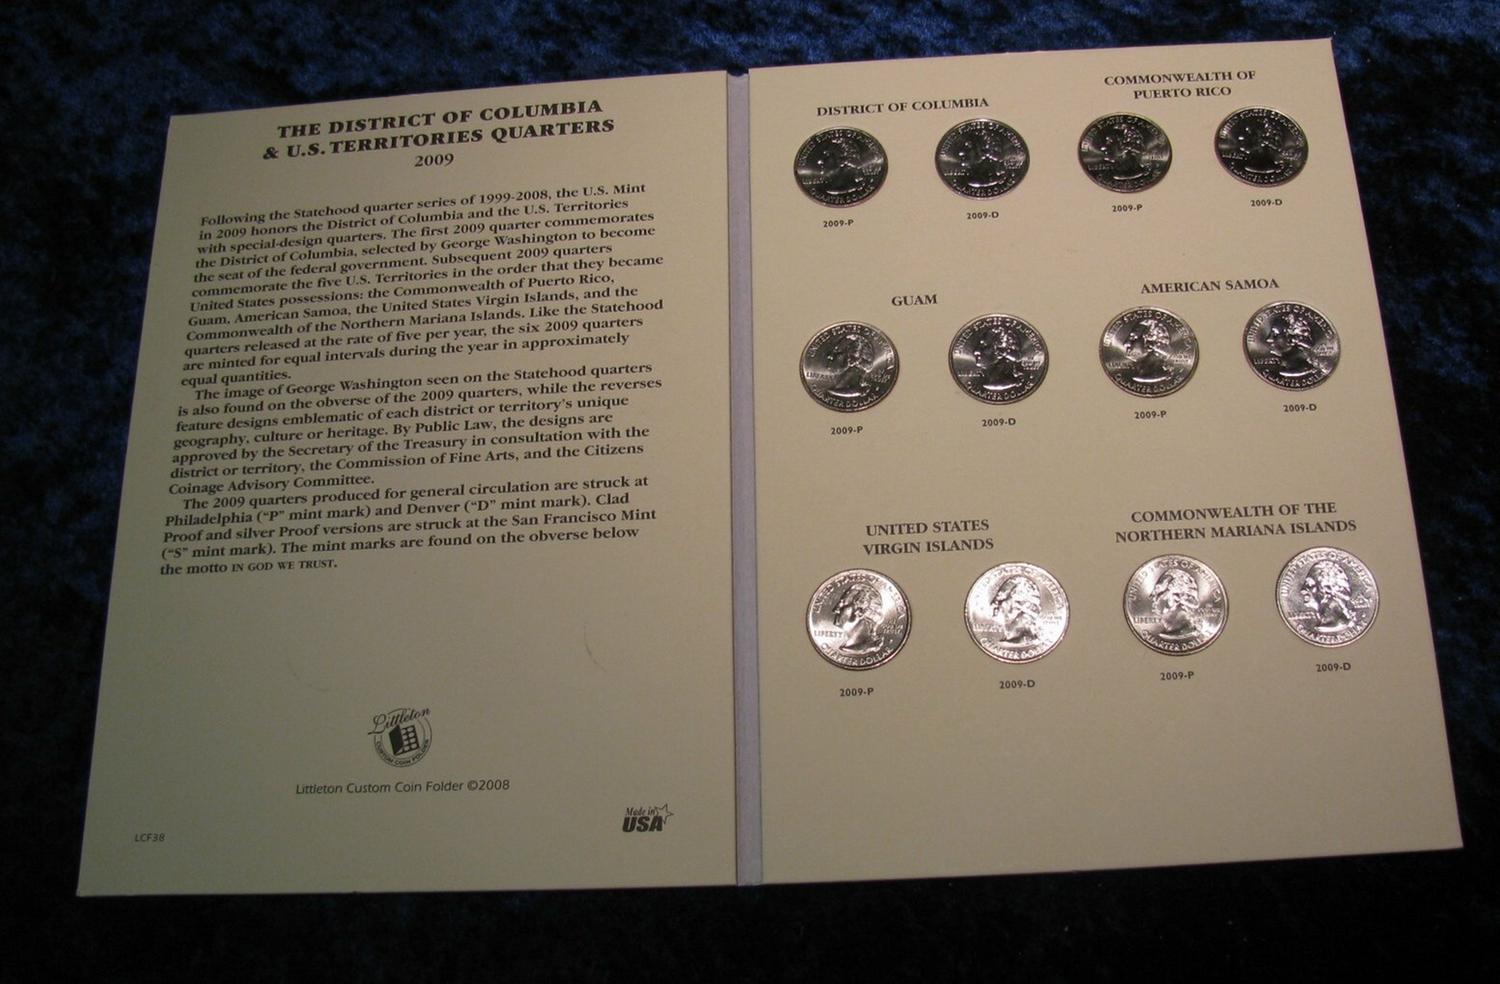 THE DISTRICT OF COLUMBIA
& U.S. TERRITORIES QUARTERS
2009
Following the Statehood quarter series of 1999-2008, the U.S. Mint
in 2009 honors the District of Columbia and the U.S. Territories
with special-design quarters. The first 2009 quarter commemorates
the District of Columbia, selected by George Washington to become
the seat of the federal government. Subsequent 2009 quarters
commemorate the five U.S. Territories in the order that they became
United States possessions: the Commonwealth of Puerto Rico,
Guam, American Samoa, the United States Virgin Islands, and the
Commonwealth of the Northern Mariana Islands. Like the Statehood
quarters released at the rate of five per year, the six 2009 quarters
are minted for equal intervals during the year in approximately
equal quantities.
The image of George Washington seen on the Statehood quarters
is also found on the obverse of the 2009 quarters, while the reverses
feature designs emblematic of each district or territory's unique
geography, culture or heritage. By Public Law, the designs are
approved by the Secretary of the Treasury in consultation with the
district or territory, the Commission of Fine Arts, and the Citizens
Coinage Advisory Committee.
The 2009 quarters produced for general circulation are struck at
Philadelphia ("P" mint mark) and Denver ("D" mint mark). Clad
Proof and silver Proof versions are struck at the San Francisco Mint
("S" mint mark). The mint marks are found on the obverse below
the motto IN GOD WE TRUST.
Littleton
CUSTOM COIN FOLDER
Littleton Custom Coin Folder ©2008
Made in
USA
LCF38
DISTRICT OF COLUMBIA
2009-P
2009-D
COMMONWEALTH OF
PUERTO RICO
2009-P
2009-D
GUAM
2009-P
2009-D
AMERICAN SAMOA
2009-P
2009-D
UNITED STATES
VIRGIN ISLANDS
LIBERTY
QUARTER DOLLAR
2009-P
2009-D
COMMONWEALTH OF THE
NORTHERN MARIANA ISLANDS
2009-P
2009-D